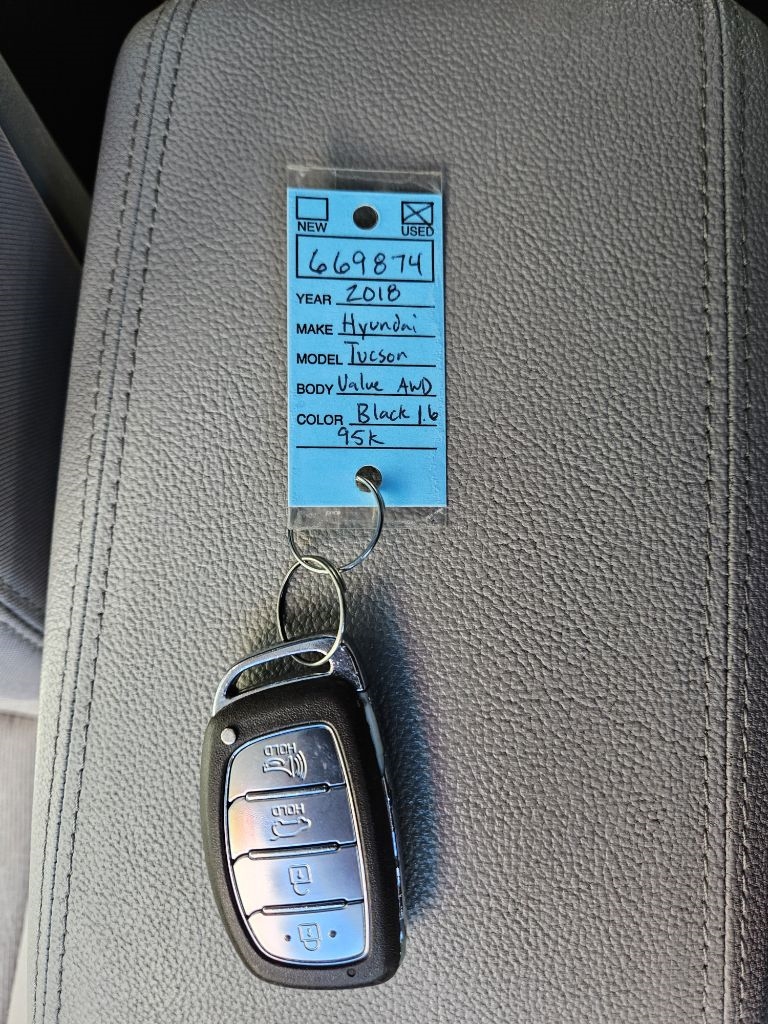 NEW USED
669874
YEAR 2018
MAKE Hyundai
MODEL Tucson
BODY Value AWD
COLOR Black 1.6
95K
HOLD
HOLD